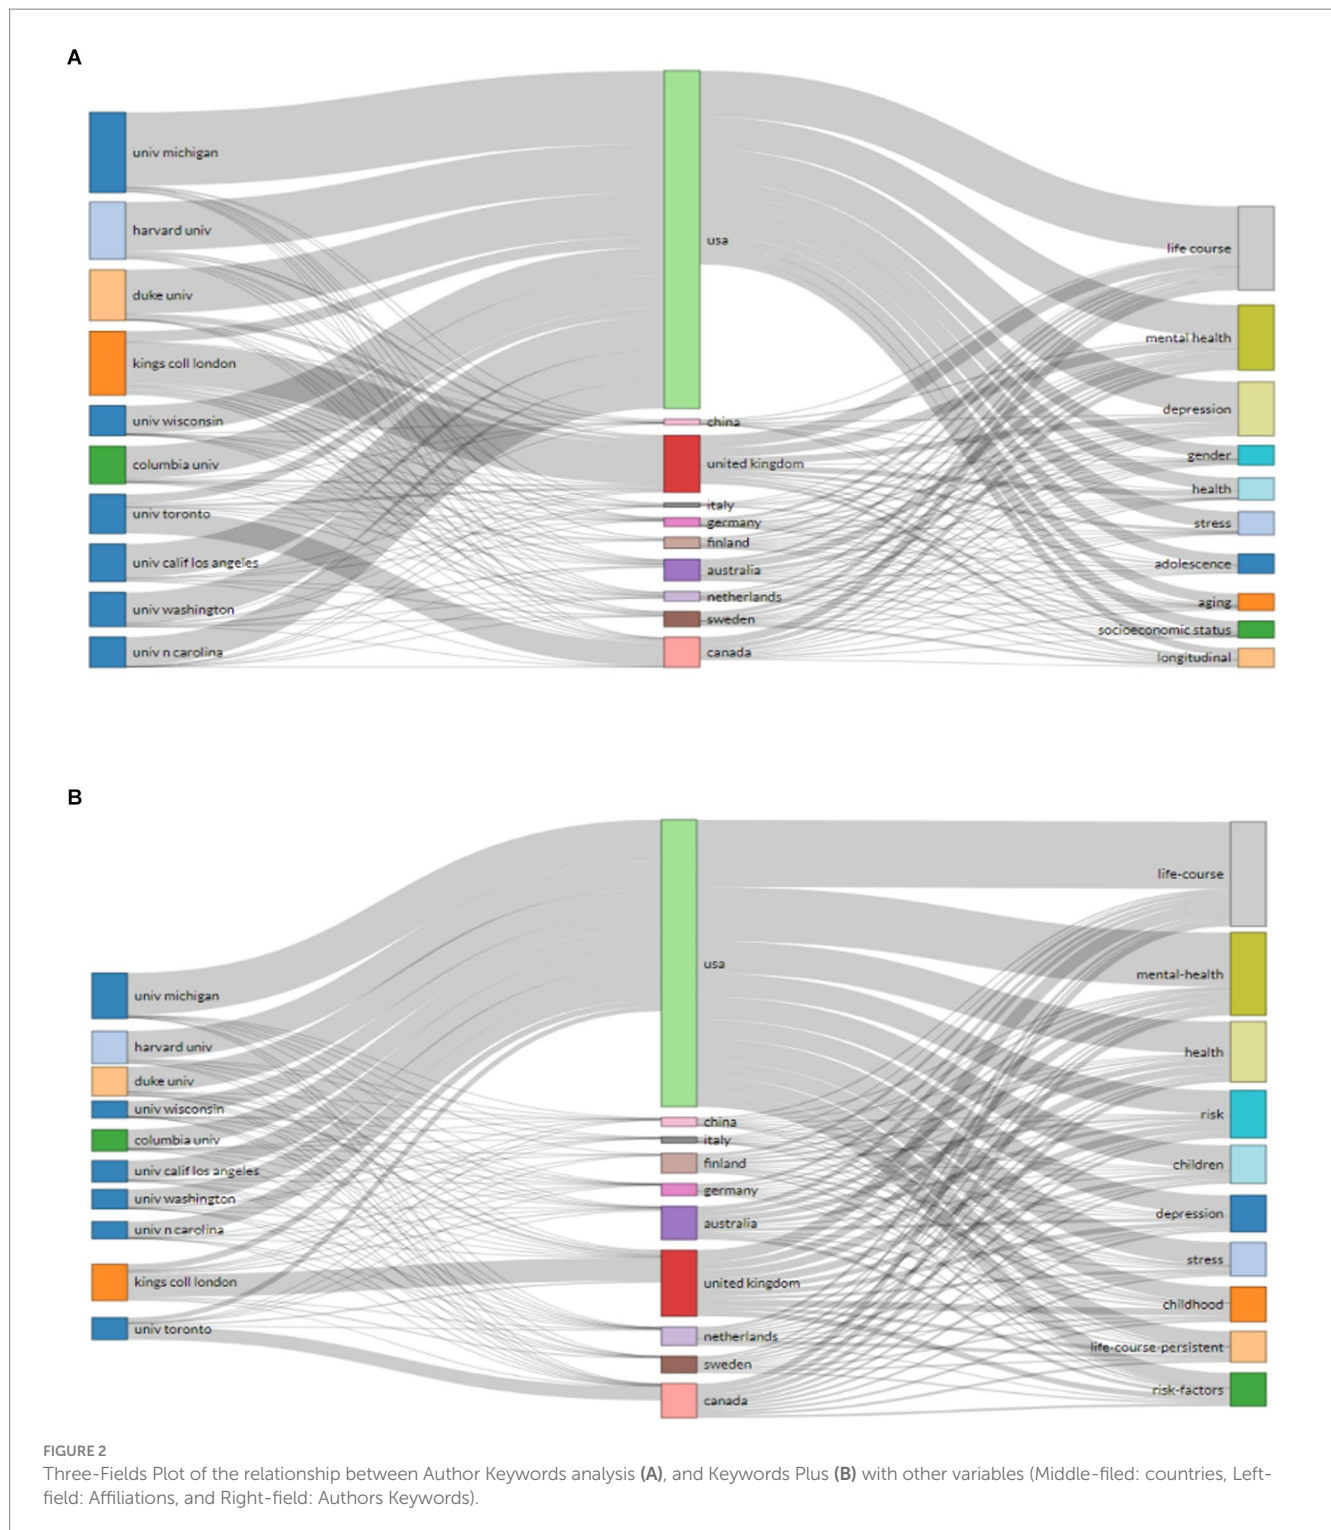 A
univ michigan
harvard univ
duke univ
kings coll london
univ wisconsin
columbia univ
univ toronto
univ calif los angeles
univ washington
univ n carolina
usa
china
united kingdom
italy
germany
finland
australia
netherlands
sweden
canada
life course
mental health
depression
gender
health
stress
adolescence
aging
socioeconomic status
longitudinal
B
univ michigan
harvard univ
duke univ
univ wisconsin
columbia univ
univ calif los angeles
univ washington
univ n carolina
kings coll london
univ toronto
usa
china
italy
finland
germany
australia
united kingdom
netherlands
sweden
canada
life-course
mental-health
health
risk
children
depression
stress
childhood
life-course-persistent
risk-factors
FIGURE 2
Three-Fields Plot of the relationship between Author Keywords analysis (A), and Keywords Plus (B) with other variables (Middle-filed: countries, Left-
field: Affiliations, and Right-field: Authors Keywords).